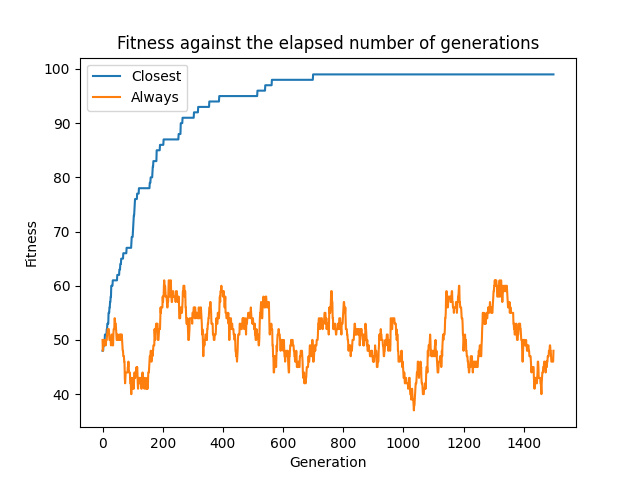 Fitness against the elapsed number of generations
Closest
Always
Fitness
100
90
80
70
60
50
40
0 200 400 600 800 1000 1200 1400
Generation